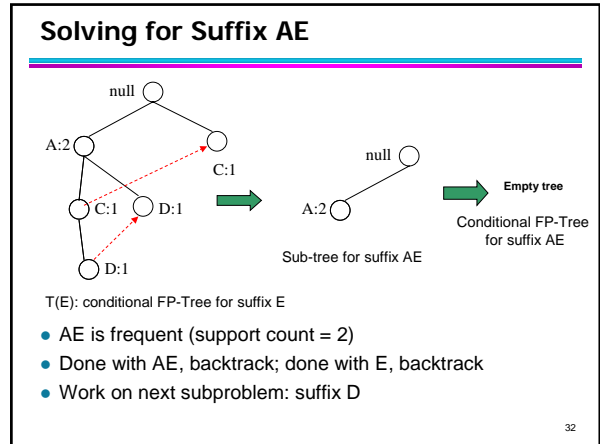 Solving for Suffix AE
null
A:2
C:1
C:1
D:1
D:1
T(E): conditional FP-Tree for suffix E
null
A:2
Sub-tree for suffix AE
Empty tree
Conditional FP-Tree
for suffix AE
• AE is frequent (support count = 2)
• Done with AE, backtrack; done with E, backtrack
• Work on next subproblem: suffix D
32